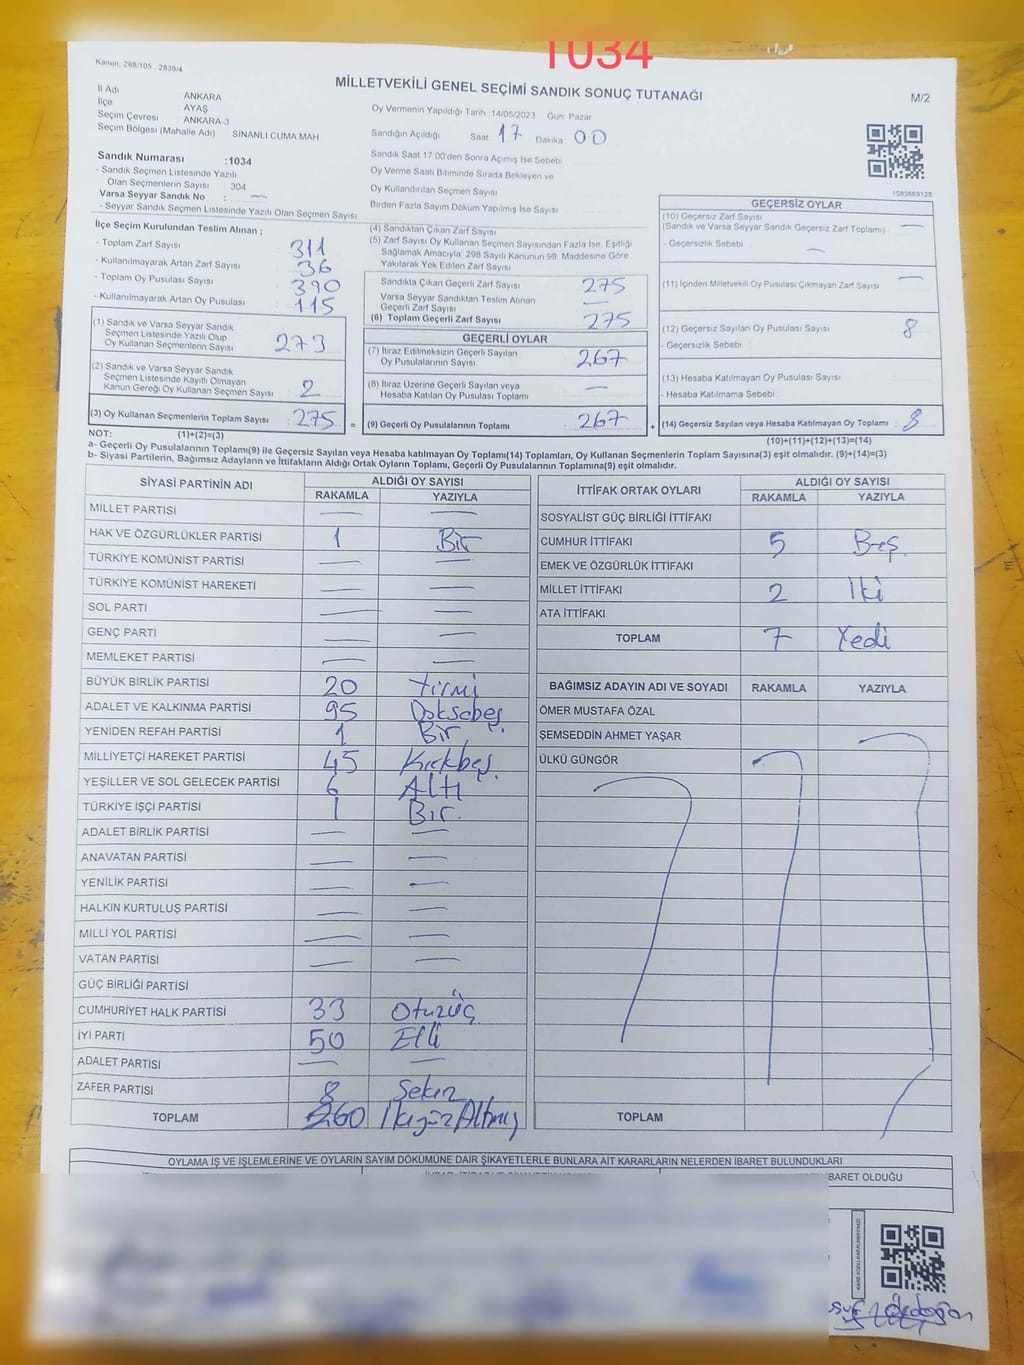 1034
Kanun: 298/105 , 2839/4
MİLLETVEKİLİ GENEL SEÇİMİ SANDIK SONUÇ TUTANAĞI
M/2
İl Adı ANKARA
İlçe AYAŞ
Seçim Çevresi ANKARA-3
Seçim Bölgesi (Mahalle Adı) SİNANLI CUMA MAH
Oy Vermenin Yapıldığı Tarih :14/05/2023 Gün: Pazar
Sandığın Açıldığı Saat 17 Dakika 00
Sandık Saat 17:00'den Sonra Açımış İse Sebebi
Oy Verme Saati Bitiminde Sırada Bekleyen ve
Oy Kullandırılan Seçmen Sayısı
Birden Fazla Sayım Döküm Yapılmış İse Sayısı
Sandık Numarası :1034
- Sandık Seçmen Listesinde Yazılı
Olan Seçmenlerin Sayısı : 304
Varsa Seyyar Sandık No : —
- Seyyar Sandık Seçmen Listesinde Yazılı Olan Seçmen Sayısı
1083669128
İlçe Seçim Kurulundan Teslim Alınan ;
- Toplam Zarf Sayısı 311
- Kullanılmayarak Artan Zarf Sayısı 36
- Toplam Oy Pusulası Sayısı 390
- Kullanılmayarak Artan Oy Pusulası 115
(1) Sandık ve Varsa Seyyar Sandık
Seçmen Listesinde Yazılı Olup
Oy Kullanan Seçmenlerin Sayısı 273
(2) Sandık ve Varsa Seyyar Sandık
Seçmen Listesinde Kayıtlı Olmayan
Kanun Gereği Oy Kullanan Seçmen Sayısı 2
(3) Oy Kullanan Seçmenlerin Toplam Sayısı : 275 =
(4) Sandıktan Çıkan Zarf Sayısı
(5) Zarf Sayısı Oy Kullanan Seçmen Sayısından Fazla İse, Eşitliği
Sağlamak Amacıyla, 298 Sayılı Kanunun 98. Maddesine Göre
Yakılarak Yok Edilen Zarf Sayısı
Sandıkta Çıkan Geçerli Zarf Sayısı 275
Varsa Seyyar Sandıktan Teslim Alınan
Geçerli Zarf Sayısı —
(6) Toplam Geçerli Zarf Sayısı 275
GEÇERLİ OYLAR
(7) İtiraz Edilmeksizin Geçerli Sayılan
Oy Pusulalarının Sayısı 267
(8) İtiraz Üzerine Geçerli Sayılan veya
Hesaba Katılan Oy Pusulası Toplamı —
(9) Geçerli Oy Pusulalarının Toplamı : 267 +
GEÇERSİZ OYLAR
(10) Geçersiz Zarf Sayısı
(Sandık ve Varsa Seyyar Sandık Geçersiz Zarf Toplamı) —
- Geçersizlik Sebebi : —
(11) İçinden Milletvekili Oy Pusulası Çıkmayan Zarf Sayısı —
(12) Geçersiz Sayılan Oy Pusulası Sayısı 8
- Geçersizlik Sebebi :
(13) Hesaba Katılmayan Oy Pusulası Sayısı
- Hesaba Katılmama Sebebi :
(14) Geçersiz Sayılan veya Hesaba Katılmayan Oy Toplamı : 8
NOT: (1)+(2)=(3) (10)+(11)+(12)+(13)=(14)
a- Geçerli Oy Pusulalarının Toplamı(9) ile Geçersiz Sayılan veya Hesaba katılmayan Oy Toplamı(14) Toplamları, Oy Kullanan Seçmenlerin Toplam Sayısına(3) eşit olmalıdır. (9)+(14)=(3)
b- Siyasi Partilerin, Bağımsız Adayların ve İttifakların Aldığı Ortak Oyların Toplamı, Geçerli Oy Pusulalarının Toplamına(9) eşit olmalıdır.
SİYASİ PARTİNİN ADI ALDIĞI OY SAYISI
RAKAMLA YAZIYLA
MİLLET PARTİSİ — —
HAK VE ÖZGÜRLÜKLER PARTİSİ 1 Bir
TÜRKİYE KOMÜNİST PARTİSİ — —
TÜRKİYE KOMÜNİST HAREKETİ — —
SOL PARTİ — —
GENÇ PARTİ — —
MEMLEKET PARTİSİ — —
BÜYÜK BİRLİK PARTİSİ 20 Yirmi
ADALET VE KALKINMA PARTİSİ 95 Doksabeş
YENİDEN REFAH PARTİSİ 1 Bir.
MİLLİYETÇİ HAREKET PARTİSİ 45 Kırkbeş
YEŞİLLER VE SOL GELECEK PARTİSİ 6 Altı
TÜRKİYE İŞÇİ PARTİSİ 1 Bir.
ADALET BİRLİK PARTİSİ — —
ANAVATAN PARTİSİ — —
YENİLİK PARTİSİ — —
HALKIN KURTULUŞ PARTİSİ — —
MİLLİ YOL PARTİSİ — —
VATAN PARTİSİ — —
GÜÇ BİRLİĞİ PARTİSİ
CUMHURİYET HALK PARTİSİ 33 Otuzüç
İYİ PARTİ 50 Elli
ADALET PARTİSİ — —
ZAFER PARTİSİ 8 Sekiz
TOPLAM 260 İkiyüzAltmış
İTTİFAK ORTAK OYLARI ALDIĞI OY SAYISI
RAKAMLA YAZIYLA
SOSYALİST GÜÇ BİRLİĞİ İTTİFAKI
CUMHUR İTTİFAKI 5 Beş
EMEK VE ÖZGÜRLÜK İTTİFAKI
MİLLET İTTİFAKI 2 İki
ATA İTTİFAKI
TOPLAM 7 Yedi
BAĞIMSIZ ADAYIN ADI VE SOYADI RAKAMLA YAZIYLA
ÖMER MUSTAFA ÖZAL
ŞEMSEDDİN AHMET YAŞAR
ÜLKÜ GÜNGÖR
TOPLAM
OYLAMA İŞ VE İŞLEMLERİNE VE OYLARIN SAYIM DÖKÜMÜNE DAİR ŞİKAYETLERLE BUNLARA AİT KARARLARIN NELERDEN İBARET BULUNDUKLARI
İBARET OLDUĞU